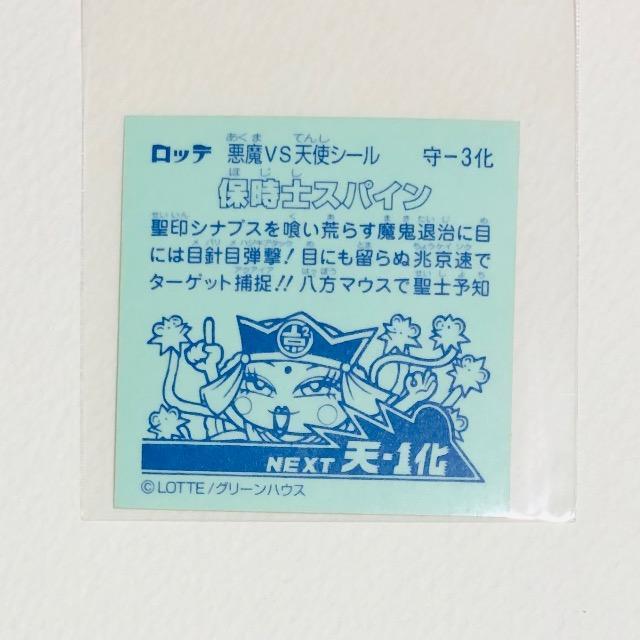 ロッテ 悪魔VS天使シール 守-3化
保時士スパイン
聖印シナプスを喰い荒らす魔鬼退治に目
には目針目弾撃!目にも留らぬ兆京速で
ターゲット捕捉!!八方マウスで聖士予知
NEXT 天-1化
©LOTTE/グリーンハウス